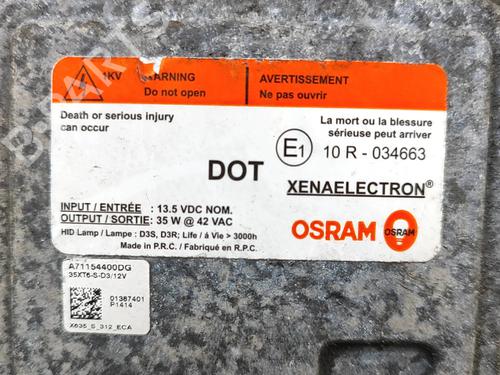 1KV WARNING
Do not open
AVERTISSEMENT
Ne pas ouvrir
Death or serious injury
can occur
La mort ou la blessure
sérieuse peut arriver
DOT
E1 10 R - 034663
XENAELECTRON®
INPUT / ENTRÉE : 13.5 VDC NOM.
OUTPUT / SORTIE: 35 W @ 42 VAC
HID Lamp / Lampe : D3S, D3R; Life / á Vie > 3000h
Made in P.R.C. / Fabriqué en R.P.C.
OSRAM
OSRAM
A71154400DG
35XT6-S-D3/12V
01387401
P1414
X635_S_312_ECA